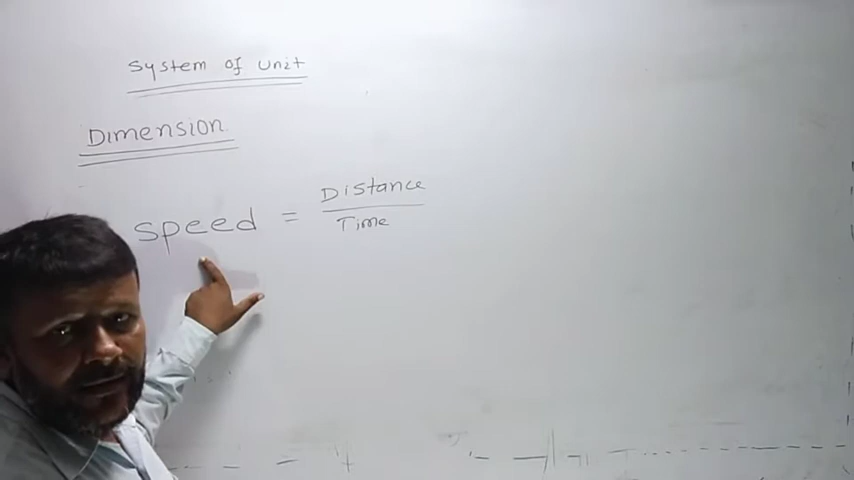 System of Unit
Dimension
Speed = Distance
Time